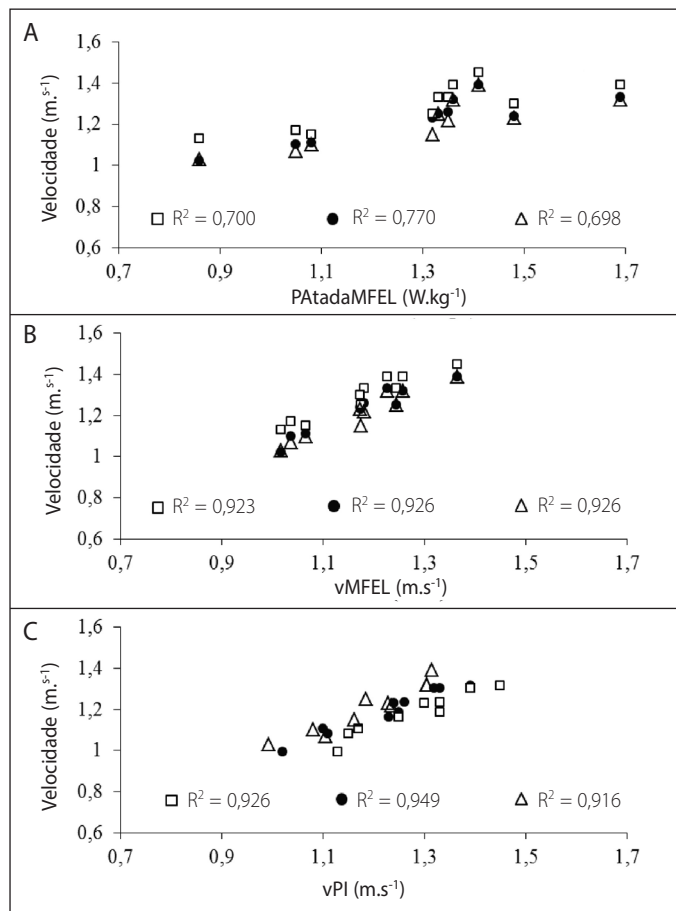 A
1,6
1,4
1,2
1
0,8
0,6
Velocidade (m.s-1)
□ R² = 0,700 ● R² = 0,770 △ R² = 0,698
0,7 0,9 1,1 1,3 1,5 1,7
PAtadaMFEL (W.kg-1)
B
1,6
1,4
1,2
1
0,8
0,6
Velocidade (m.s-1)
□ R² = 0,923 ● R² = 0,926 △ R² = 0,926
0,7 0,9 1,1 1,3 1,5 1,7
vMFEL (m.s-1)
C
1,6
1,4
1,2
1
0,8
0,6
Velocidade (m.s-1)
□ R² = 0,926 ● R² = 0,949 △ R² = 0,916
0,7 0,9 1,1 1,3 1,5 1,7
vPI (m.s-1)